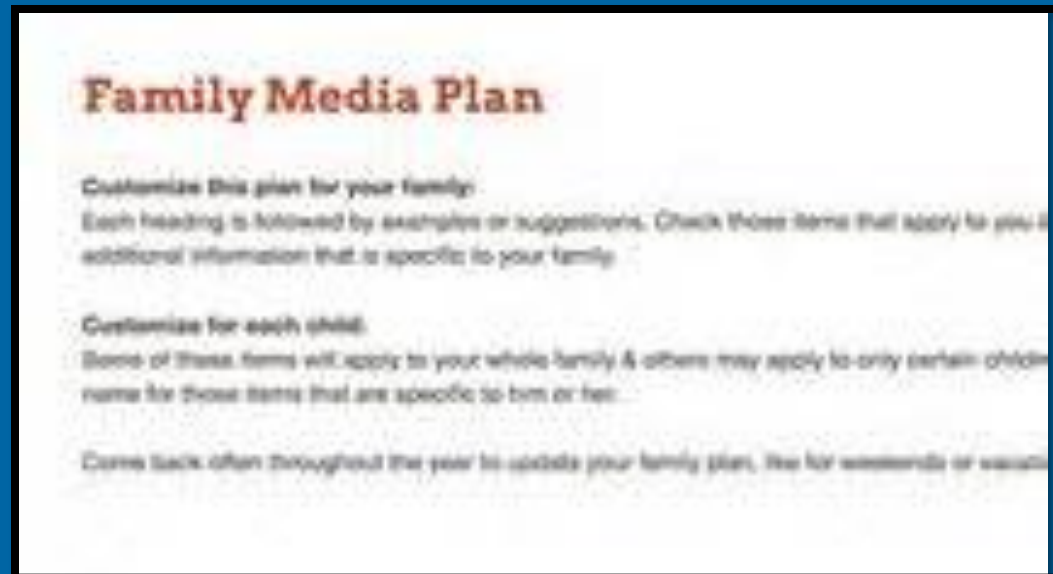 Family Media Plan
Customize this plan for your family:
Each heading is followed by examples or suggestions. Check those items that apply to you
additional information that is specific to your family.
Customize for each child:
Some of these items will apply to your whole family & others may apply to only certain
name for those items that are specific to him or her.
Come back often throughout the year to update your family plan, like for weekends or